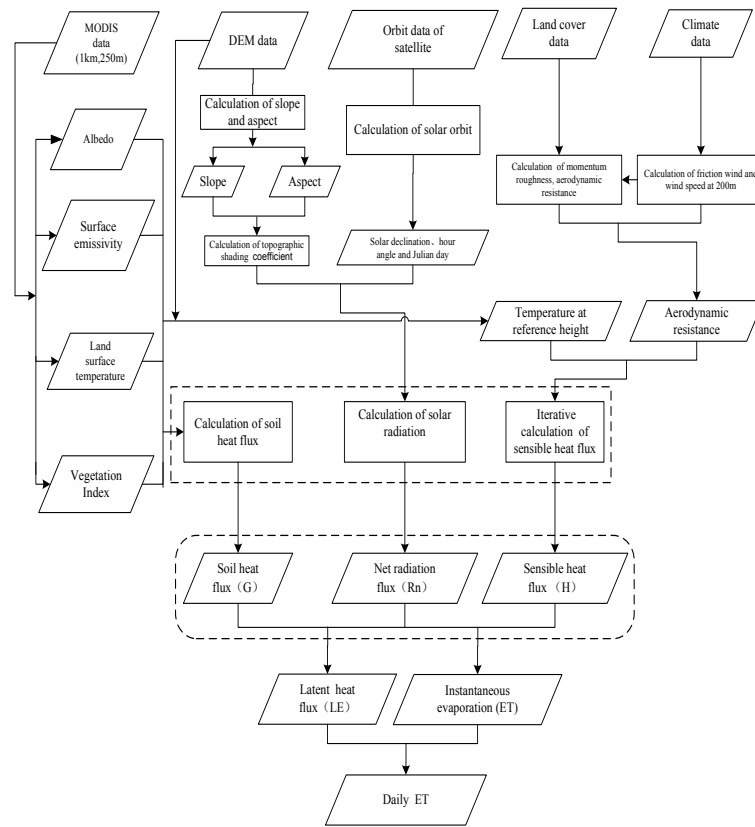 MODIS
data
(1km,250m)
DEM data
Orbit data of
satellite
Land cover
data
Climate
data
Calculation of slope
and aspect
Calculation of solar orbit
Albedo
Slope
Aspect
Calculation of momentum
roughness, aerodynamic
resistance
Calculation of friction wind and
wind speed at 200m
Surface
emissivity
Calculation of topographic
shading coefficient
Solar declination、hour
angle and Julian day
Temperature at
reference height
Aerodynamic
resistance
Land
surface
temperature
Calculation of soil
heat flux
Calculation of solar
radiation
Iterative
calculation of
sensible heat flux
Vegetation
Index
Soil heat
flux（G）
Net radiation
flux（Rn）
Sensible heat
flux（H）
Latent heat
flux（LE）
Instantaneous
evaporation (ET)
Daily ET